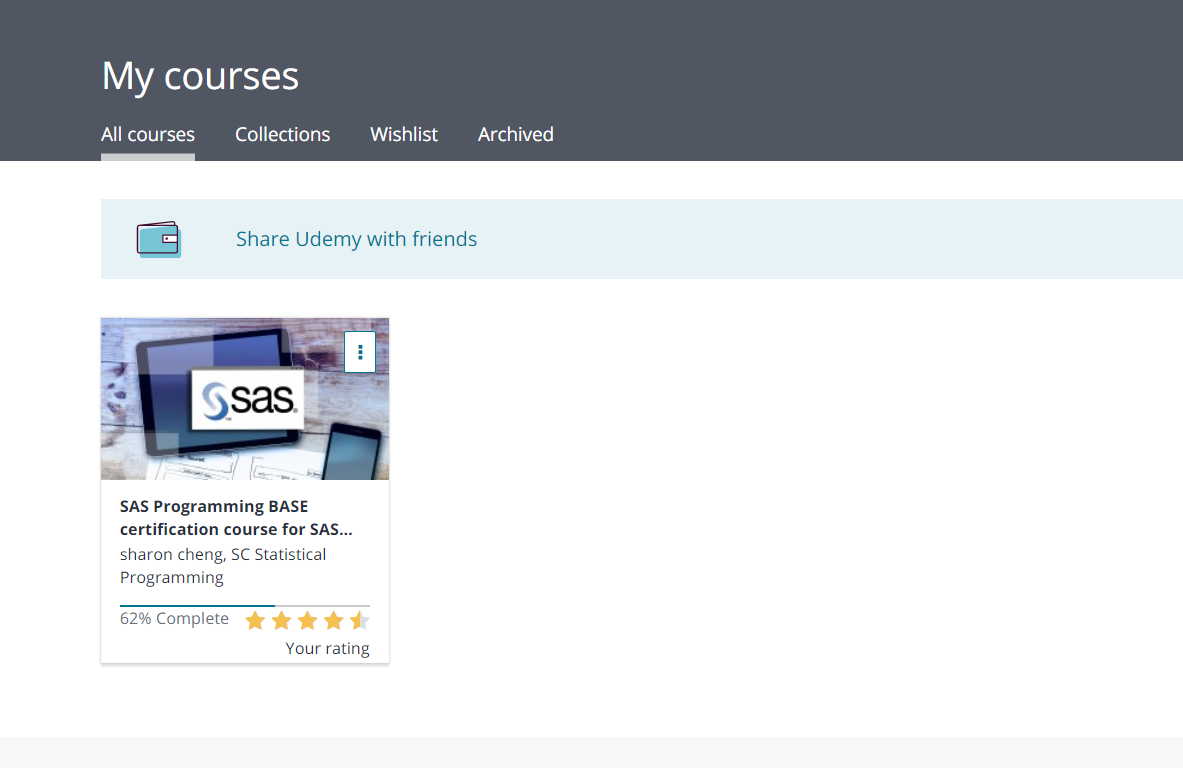 My courses
All courses
Collections
Wishlist
Archived
Share Udemy with friends
sas
SAS Programming BASE
certification course for SAS...
sharon cheng, SC Statistical
Programming
62% Complete
Your rating